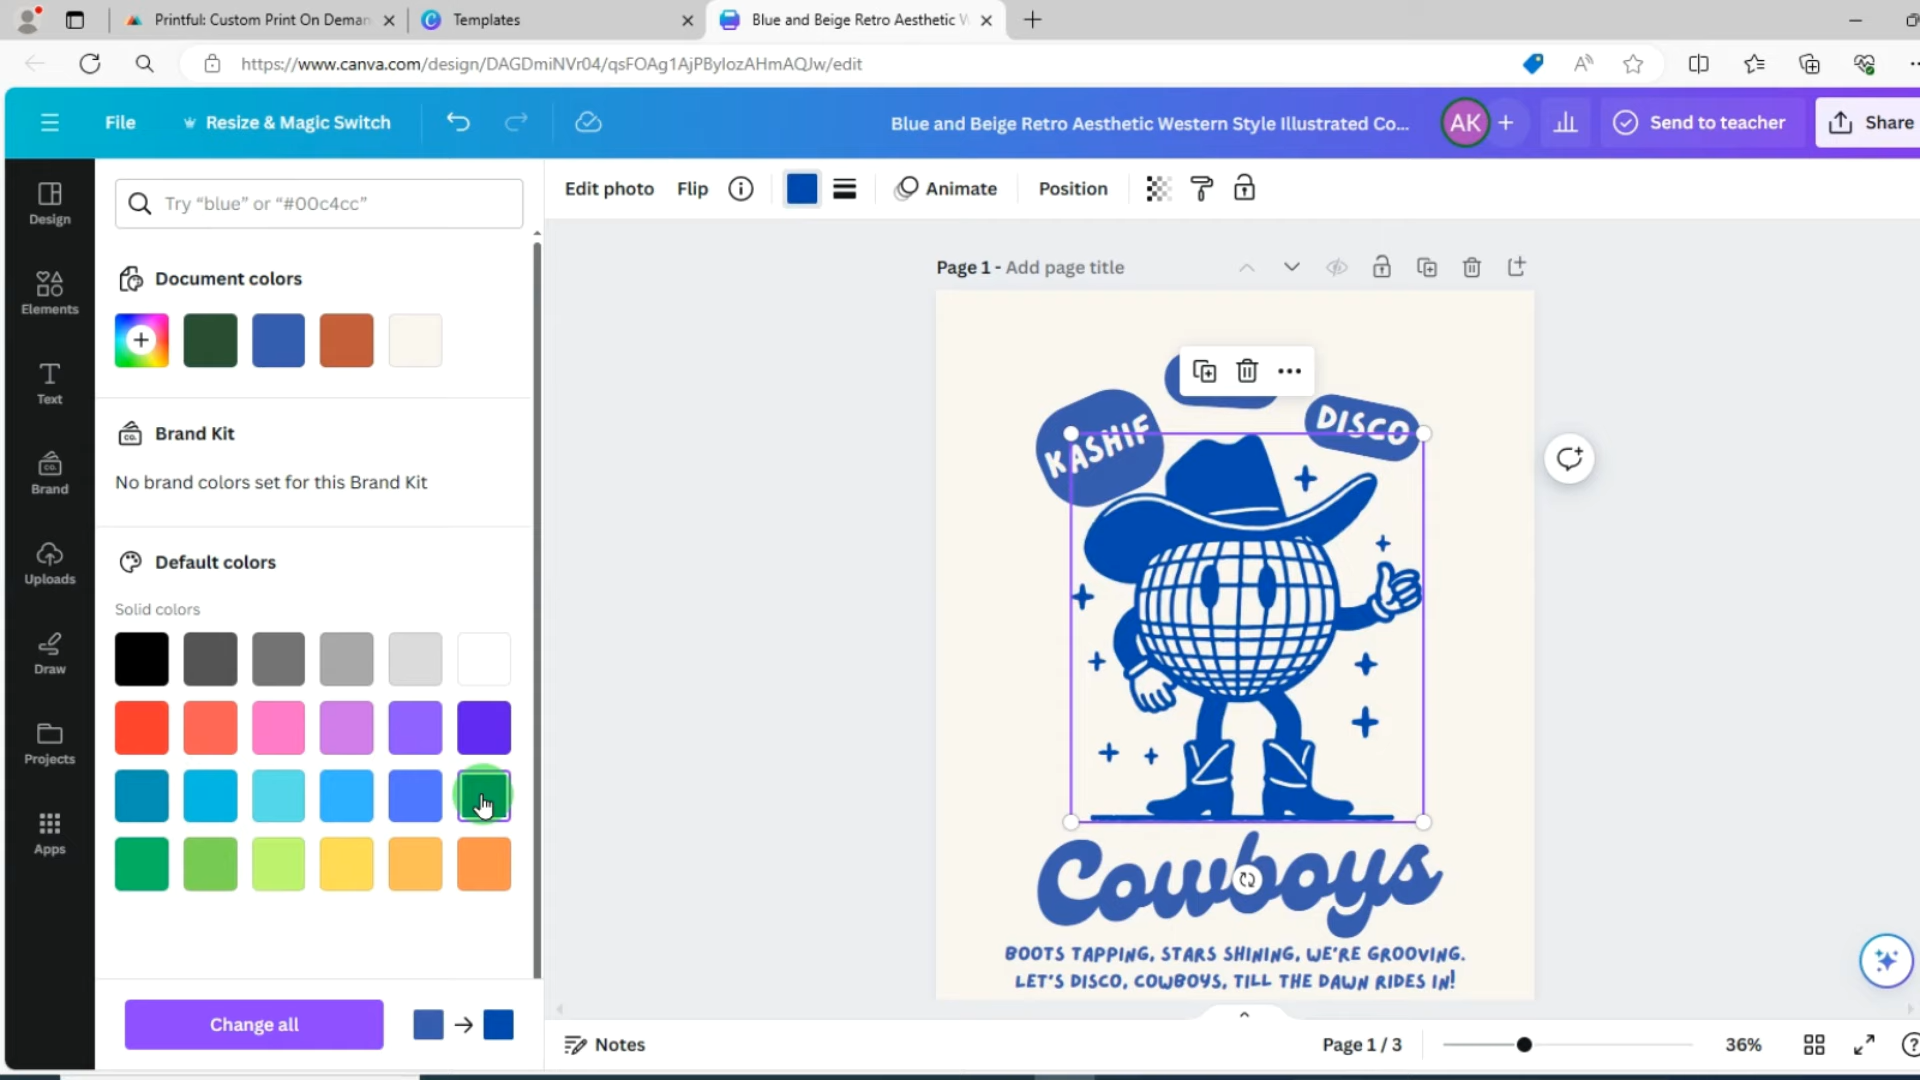 Printful: Custom Print On Deman
Templates
Blue and Beige Retro Aesthetic W
https://www.canva.com/design/DAGDmiNVr04/qsFOAg1AjPBylozAHmAQJw/edit
File
Resize & Magic Switch
Blue and Beige Retro Aesthetic Western Style Illustrated Co...
AK
Send to teacher
Share
Design
Elements
Text
Brand
Uploads
Draw
Projects
Apps
Try "blue" or "#00c4cc"
Document colors
Brand Kit
No brand colors set for this Brand Kit
Default colors
Solid colors
Change all
Edit photo
Flip
Animate
Position
Page 1 - Add page title
KASHIF
DISCO
Cowboys
BOOTS TAPPING, STARS SHINING, WE'RE GROOVING.
LET'S DISCO, COWBOYS, TILL THE DAWN RIDES IN!
Notes
Page 1 / 3
36%